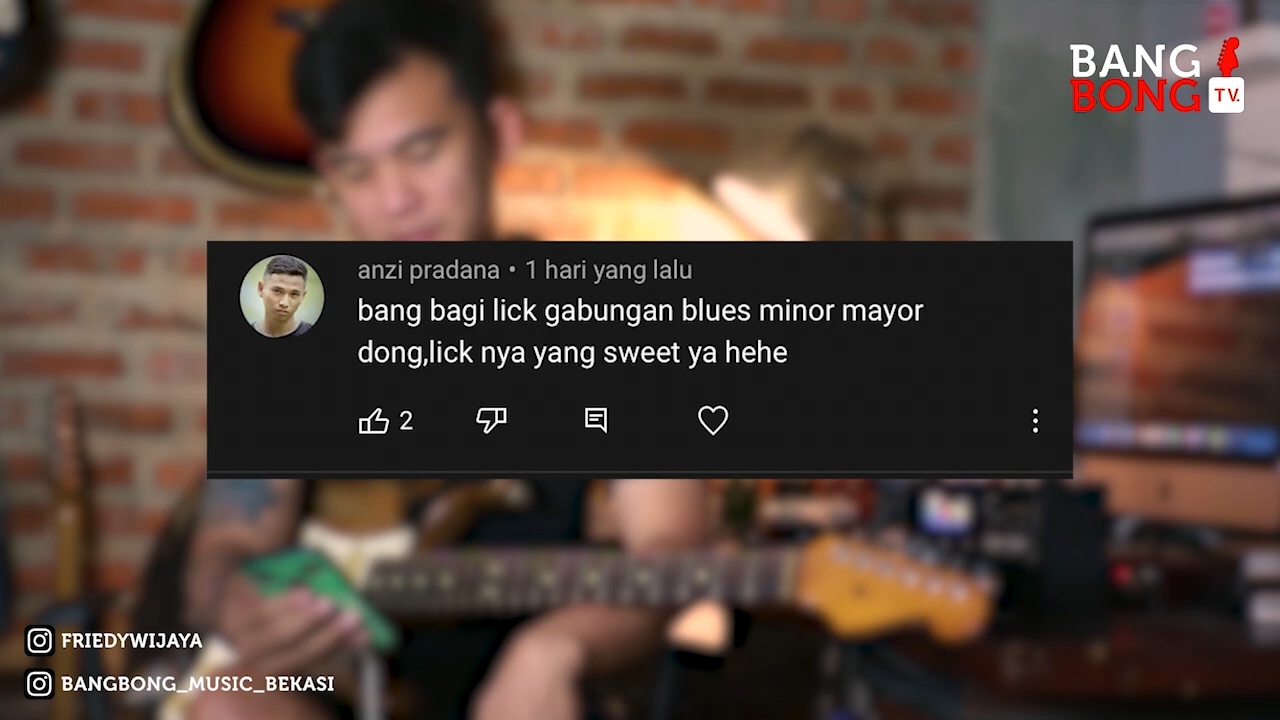 BANG
BONG
TV.
anzi pradana • 1 hari yang lalu
bang bagi lick gabungan blues minor mayor
dong,lick nya yang sweet ya hehe
2
FRIEDYWIJAYA
BANGBONG_MUSIC_BEKASI